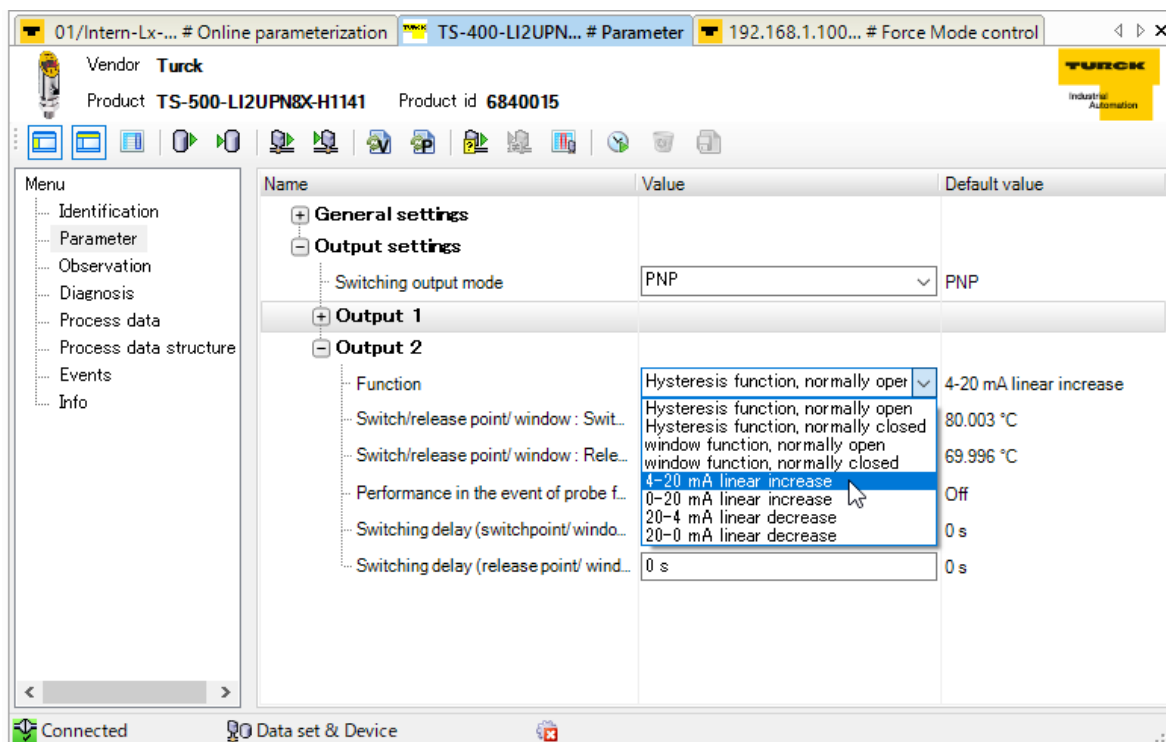 01/Intern-Lx-... # Online parameterization TS-400-LI2UPN... # Parameter 192.168.1.100... # Force Mode control
Vendor Turck
Product TS-500-LI2UPN8X-H1141 Product id 6840015
TURCK
Industrial
Automation
Menu
Identification
Parameter
Observation
Diagnosis
Process data
Process data structure
Events
Info
Name Value Default value
General settings
Output settings
Switching output mode PNP PNP
Output 1
Output 2
Function Hysteresis function, normally oper 4-20 mA linear increase
Switch/release point/ window : Swit... 80.003 °C
Switch/release point/ window : Rele... 69.996 °C
Performance in the event of probe f... Off
Switching delay (switchpoint/ windo... 0 s
Switching delay (release point/ wind... 0 s 0 s
Hysteresis function, normally open
Hysteresis function, normally closed
window function, normally open
window function, normally closed
4-20 mA linear increase
0-20 mA linear increase
20-4 mA linear decrease
20-0 mA linear decrease
Connected Data set & Device